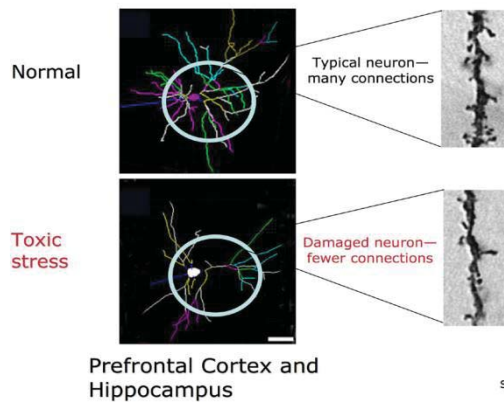 Normal
Typical neuron—
many connections
Toxic
stress
Damaged neuron—
fewer connections
Prefrontal Cortex and
Hippocampus